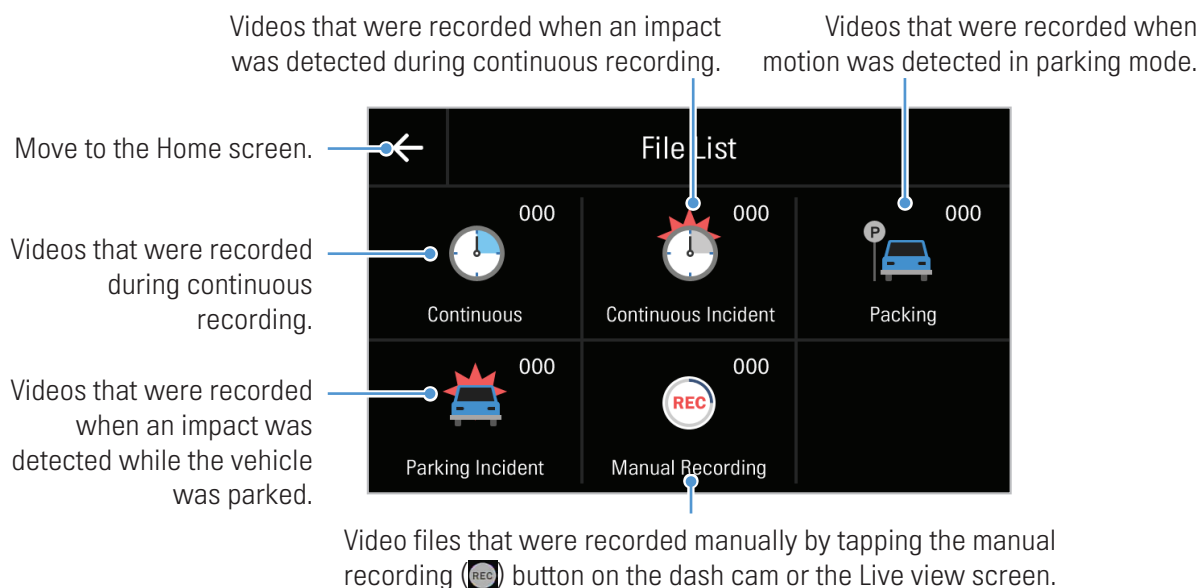 Videos that were recorded when an impact
was detected during continuous recording.
Videos that were recorded when
motion was detected in parking mode.
Move to the Home screen.
File List
Videos that were recorded
during continuous
recording.
000
Continuous
000
Continuous Incident
P
000
Packing
Videos that were recorded
when an impact was
detected while the vehicle
was parked.
000
Parking Incident
000
REC
Manual Recording
Video files that were recorded manually by tapping the manual
recording (REC) button on the dash cam or the Live view screen.